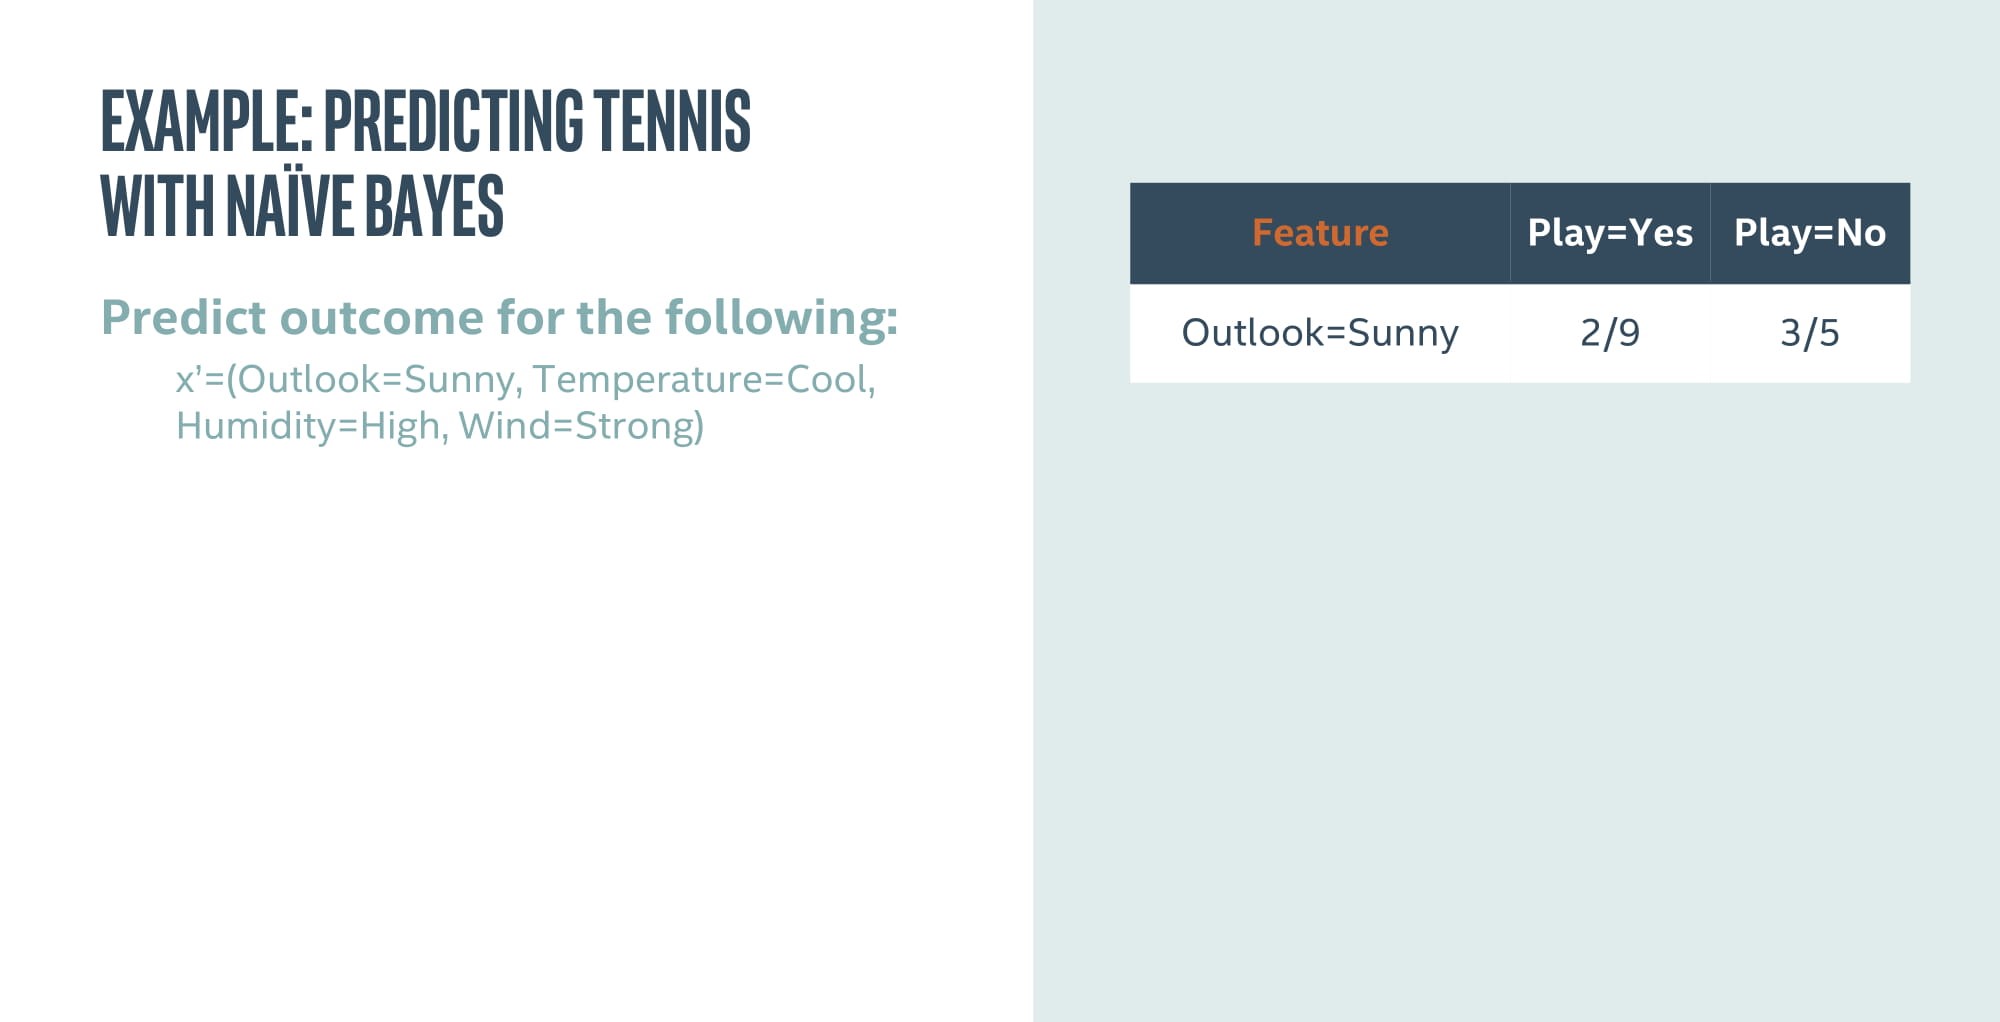 EXAMPLE: PREDICTING TENNIS
WITH NAÏVE BAYES
Predict outcome for the following:
x’=(Outlook=Sunny, Temperature=Cool,
Humidity=High, Wind=Strong)
Feature Play=Yes Play=No
Outlook=Sunny 2/9 3/5